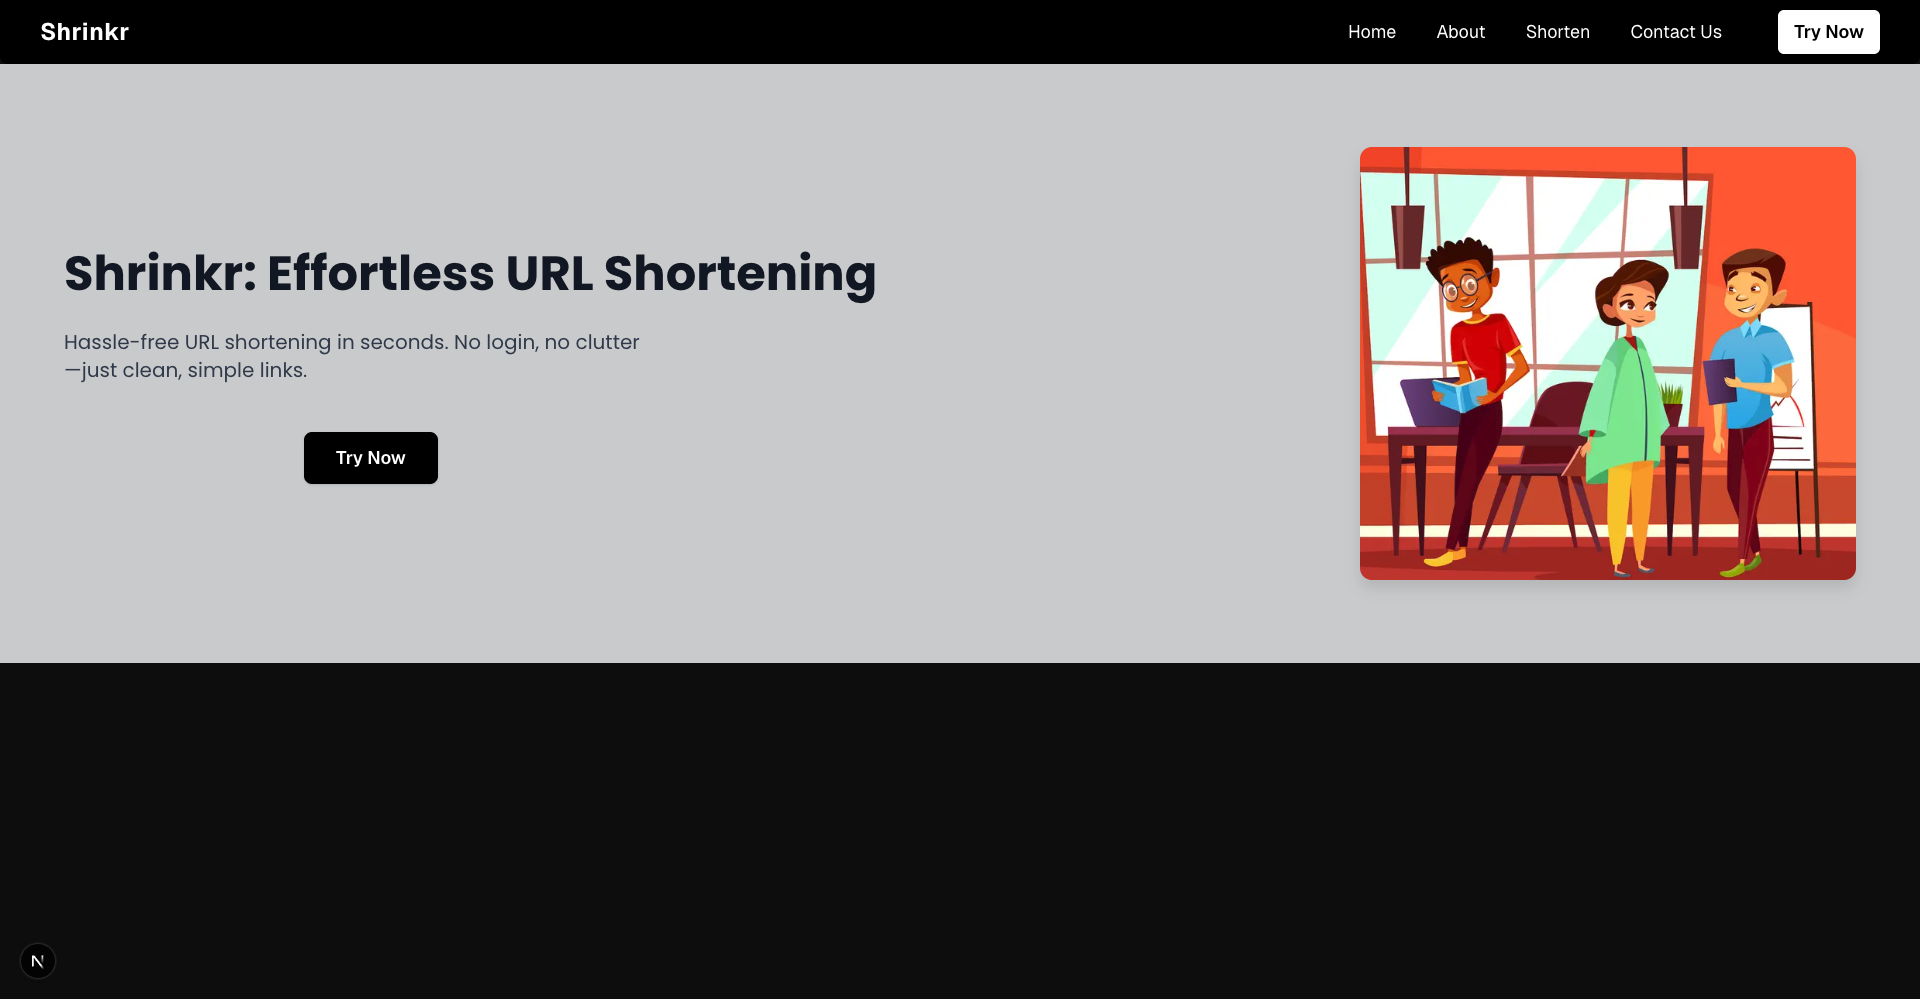 Shrinkr
Home
About
Shorten
Contact Us
Try Now
Shrinkr: Effortless URL Shortening
Hassle-free URL shortening in seconds. No login, no clutter
—just clean, simple links.
Try Now
N